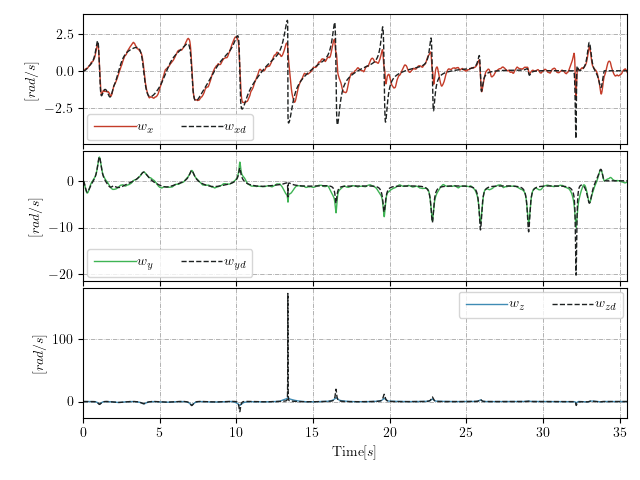 2.5
0.0
−2.5
[rad/s]
w_x w_xd
0
−10
−20
[rad/s]
w_y w_yd
100
0
[rad/s]
w_z w_zd
0 5 10 15 20 25 30 35
Time[s]